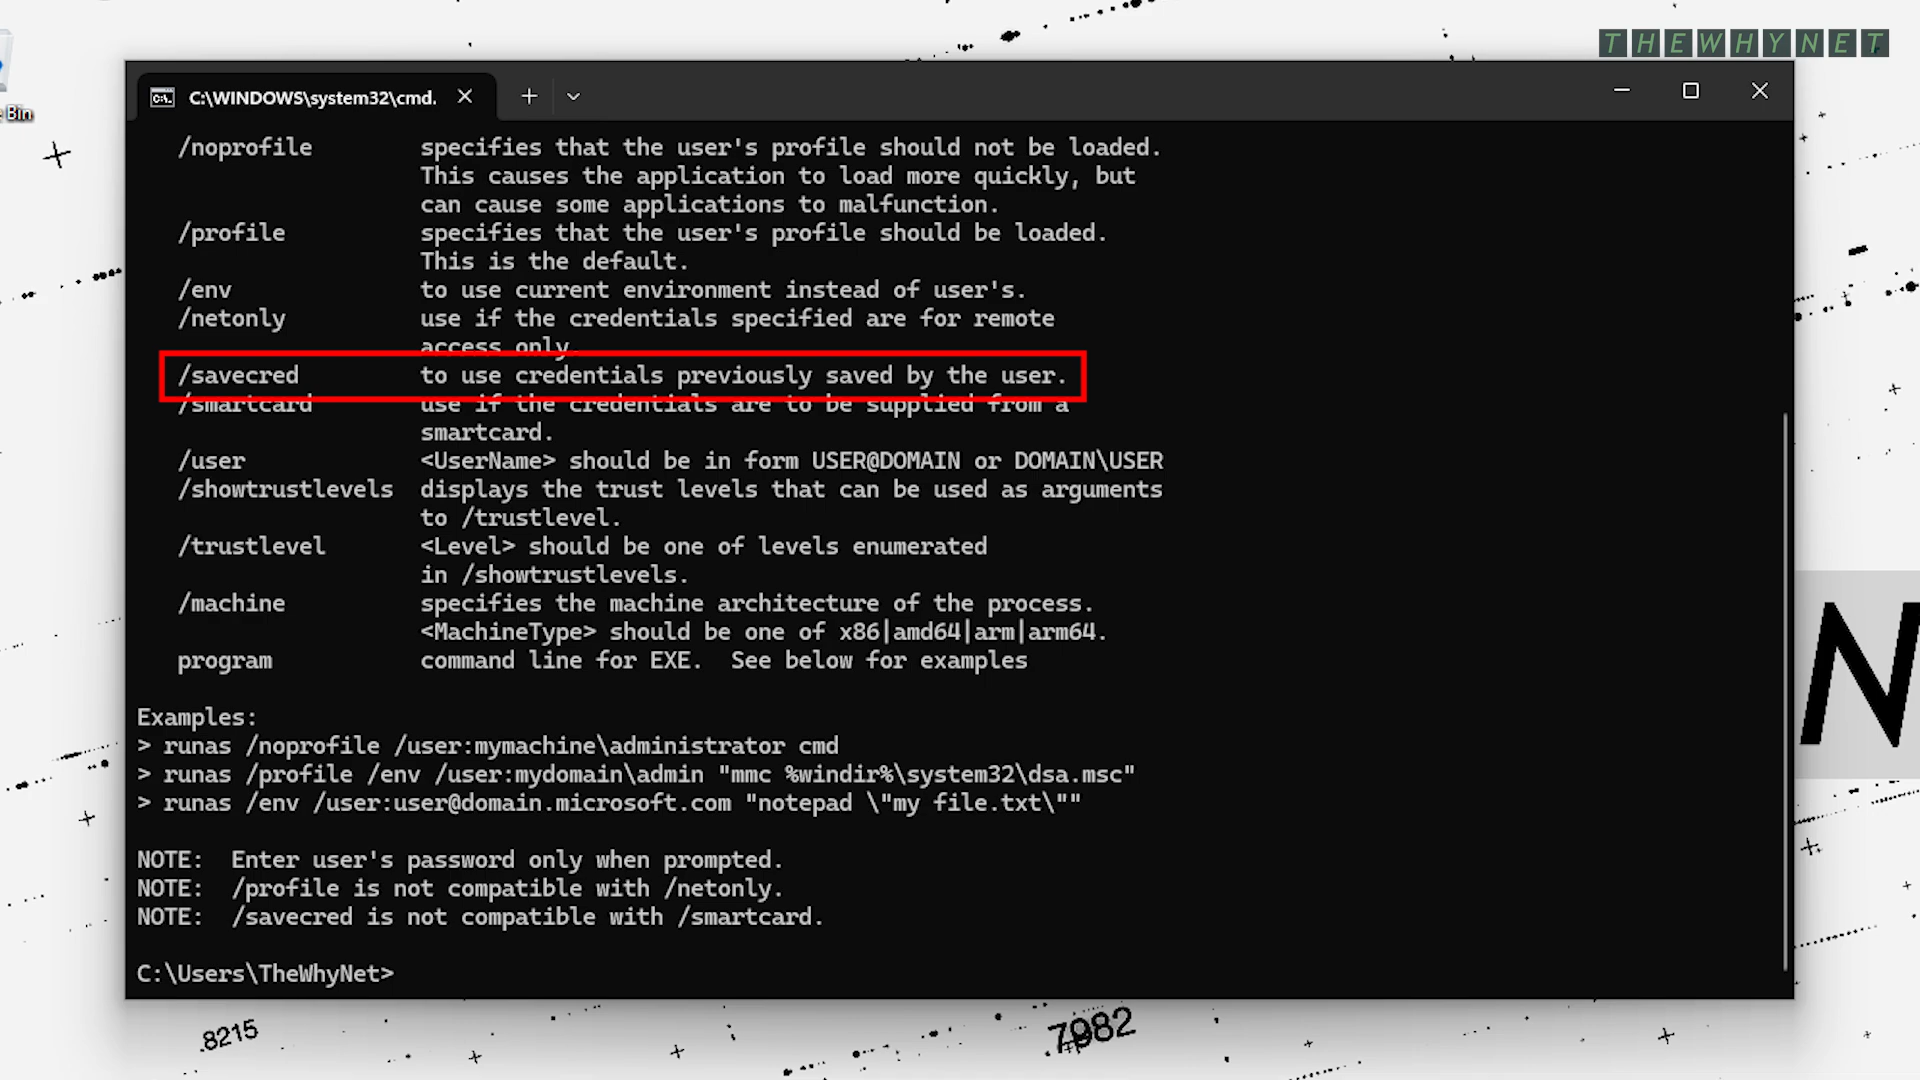 THEWHYNET
C:\WINDOWS\system32\cmd.
Bin
/noprofile specifies that the user's profile should not be loaded.
This causes the application to load more quickly, but
can cause some applications to malfunction.
/profile specifies that the user's profile should be loaded.
This is the default.
/env to use current environment instead of user's.
/netonly use if the credentials specified are for remote
access only.
/savecred to use credentials previously saved by the user.
/smartcard use if the credentials are to be supplied from a
smartcard.
/user <UserName> should be in form USER@DOMAIN or DOMAIN\USER
/showtrustlevels displays the trust levels that can be used as arguments
to /trustlevel.
/trustlevel <Level> should be one of levels enumerated
in /showtrustlevels.
/machine specifies the machine architecture of the process.
<MachineType> should be one of x86|amd64|arm|arm64.
program command line for EXE.  See below for examples
Examples:
> runas /noprofile /user:mymachine\administrator cmd
> runas /profile /env /user:mydomain\admin "mmc %windir%\system32\dsa.msc"
> runas /env /user:user@domain.microsoft.com "notepad \"my file.txt\""
NOTE:  Enter user's password only when prompted.
NOTE:  /profile is not compatible with /netonly.
NOTE:  /savecred is not compatible with /smartcard.
C:\Users\TheWhyNet>
N
.8215
7982